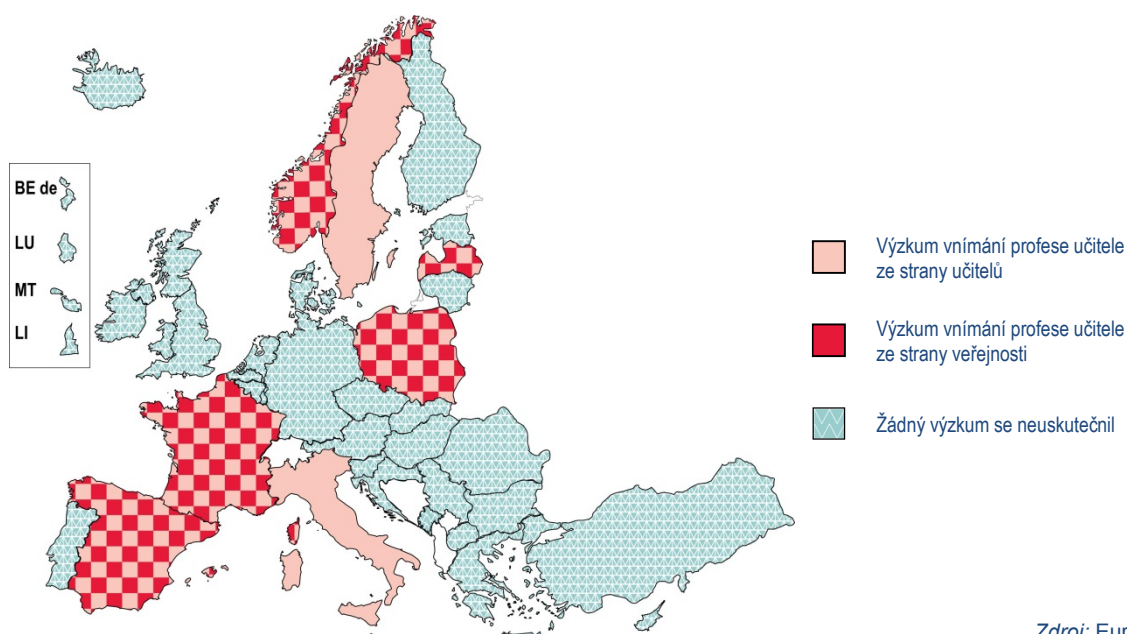 BE de
LU
MT
LI
Výzkum vnímání profese učitele
ze strany učitelů
Výzkum vnímání profese učitele
ze strany veřejnosti
Žádný výzkum se neuskutečnil
Zdroj: Eur